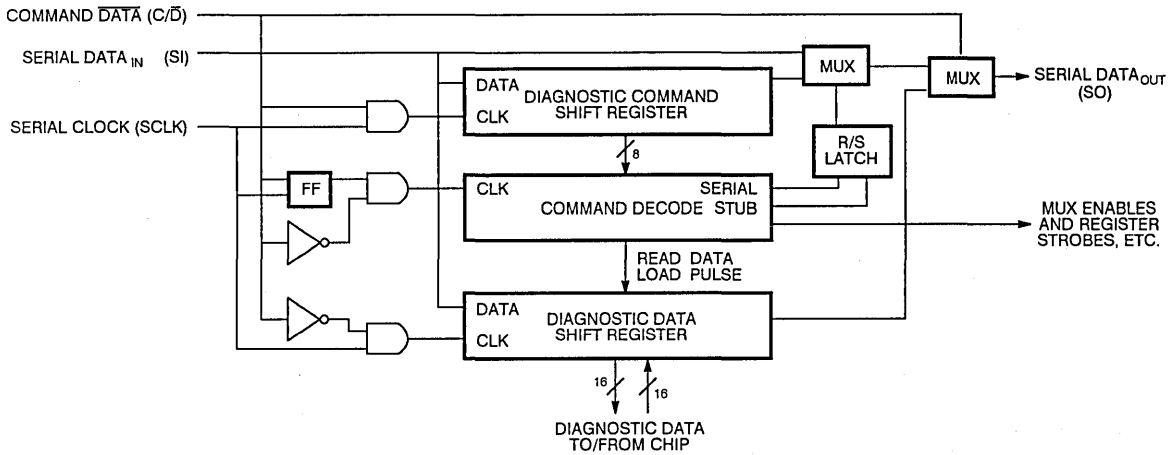 COMMAND D̅A̅T̅A̅ (C/D̅)
SERIAL DATA IN (SI)
SERIAL CLOCK (SCLK)
MUX
MUX
SERIAL DATA OUT
(SO)
DATA
DIAGNOSTIC COMMAND
SHIFT REGISTER
CLK
R/S
LATCH
8
FF
CLK
SERIAL
COMMAND DECODE STUB
MUX ENABLES
AND REGISTER
STROBES, ETC.
READ DATA
LOAD PULSE
DATA
DIAGNOSTIC DATA
SHIFT REGISTER
CLK
16
16
DIAGNOSTIC DATA
TO/FROM CHIP